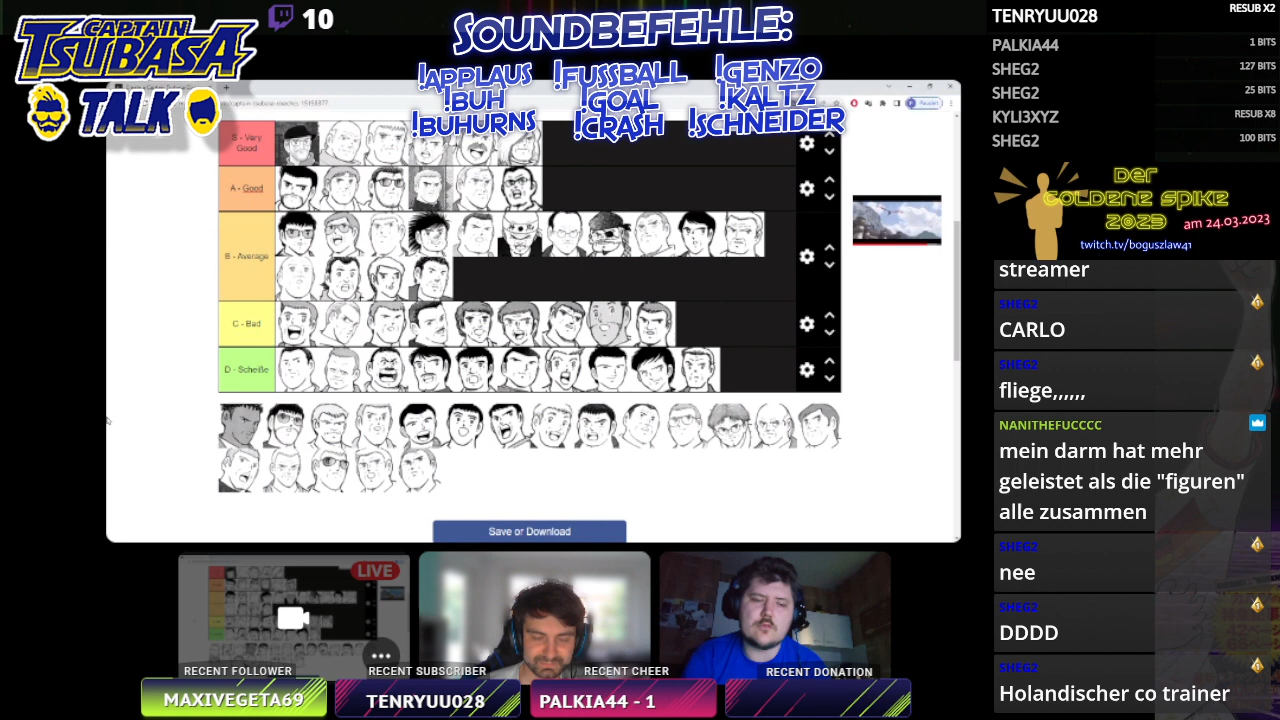 CAPTAIN
TSUBASA
TALK
10
SOUNDBEFEHLE:
!APPLAUS !FUSSBALL !GENZO
!BUH !GOAL !KALTZ
!BUHURNS !CRASH !SCHNEIDER
TENRYUU028 RESUB X2
PALKIA44 1 BITS
SHEG2 127 BITS
SHEG2 25 BITS
KYLI3XYZ RESUB X8
SHEG2 100 BITS
DER
GOLDENE SPIKE
2023 am 24.03.2023
twitch.tv/boguszlaw41
S - Very
Good
A - Good
B - Average
C - Bad
D - Scheiße
Save or Download
streamer
SHEG2
CARLO
SHEG2
fliege,,,,,,
NANITHEFUCCCC
mein darm hat mehr
geleistet als die "figuren"
alle zusammen
SHEG2
nee
SHEG2
DDDD
SHEG2
Holandischer co trainer
LIVE
RECENT FOLLOWER
RECENT SUBSCRIBER
RECENT CHEER
RECENT DONATION
MAXIVEGETA69
TENRYUU028
PALKIA44 - 1